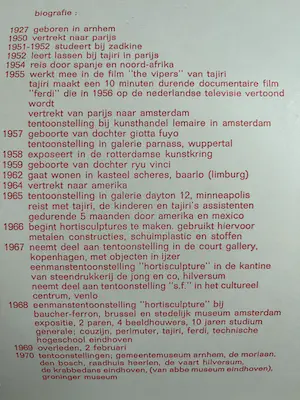 biografie :
1927 geboren in arnhem
1950 vertrekt naar parijs
1951-1952 studeert bij zadkine
1952 leert lassen bij tajiri in parijs
1954 reis door spanje en noord-afrika
1955 werkt mee in de film "the vipers" van tajiri
tajiri maakt een 10 minuten durende documentaire film
"ferdi" die in 1956 op de nederlandse televisie vertoond
wordt
vertrekt van parijs naar amsterdam
tentoonstelling bij kunsthandel lemaire in amsterdam
1957 geboorte van dochter giotta fuyo
tentoonstelling in galerie parnass, wuppertal
1958 exposeert in de rotterdamse kunstkring
1959 geboorte van dochter ryu vinci
1962 gaat wonen in kasteel scheres, baarlo (limburg)
1964 vertrekt naar amerika
1965 tentoonstelling in galerie dayton 12, minneapolis
reist met tajiri, de kinderen en tajiri's assistenten
gedurende 5 maanden door amerika en mexico
1966 begint hortisculptures te maken. gebruikt hiervoor
metalen constructies, schuimplastic en stoffen
1967 neemt deel aan tentoonstelling in de court gallery,
kopenhagen, met objecten in ijzer
eenmanstentoonstelling "hortisculpture" in de kantine
van steendrukkerij de jong en co, hilversum
neemt deel aan tentoonstelling "s.f." in het cultureel
centrum, venlo
1968 eenmanstentoonstelling "hortisculpture" bij
baucher-ferron, brussel en stedelijk museum amsterdam
expositie, 2 paren, 4 beeldhouwers, 10 jaren studium
generale; couzijn, perlmuter, tajiri, ferdi, technische
hogeschool eindhoven
1969 overleden, 2 februari
1970 tentoonstellingen; gemeentemuseum arnhem, de moriaan,
den bosch, raadhuis heerlen, de vaart hilversum,
de krabbedans eindhoven, (van abbe museum eindhoven),
groninger museum